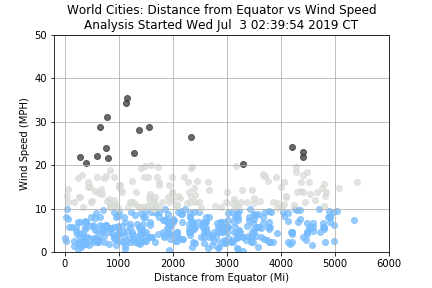 World Cities: Distance from Equator vs Wind Speed
Analysis Started Wed Jul  3 02:39:54 2019 CT
50
40
30
20
10
0
Wind Speed (MPH)
0 1000 2000 3000 4000 5000 6000
Distance from Equator (Mi)